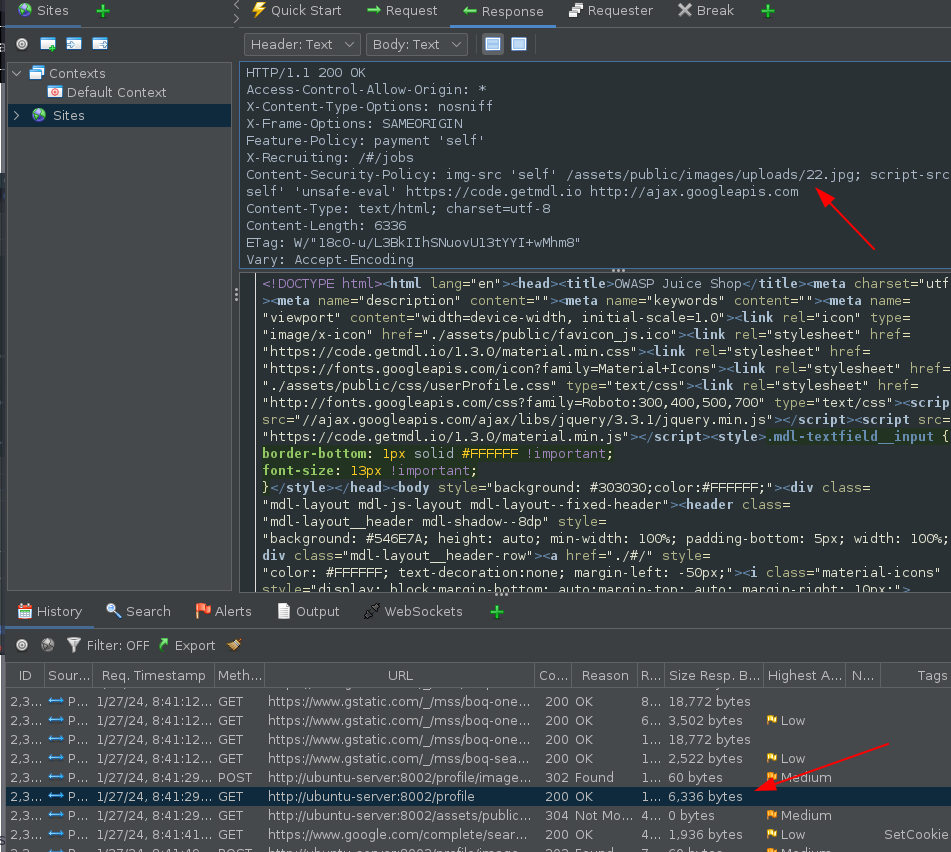 Sites
Quick Start
Request
Response
Requester
Break
Header: Text
Body: Text
Contexts
Default Context
Sites
HTTP/1.1 200 OK
Access-Control-Allow-Origin: *
X-Content-Type-Options: nosniff
X-Frame-Options: SAMEORIGIN
Feature-Policy: payment 'self'
X-Recruiting: /#/jobs
Content-Security-Policy: img-src 'self' /assets/public/images/uploads/22.jpg; script-src
self' 'unsafe-eval' https://code.getmdl.io http://ajax.googleapis.com
Content-Type: text/html; charset=utf-8
Content-Length: 6336
ETag: W/"18c0-u/L3BkIIhSNuovU13tYYI+wMhm8"
Vary: Accept-Encoding
<!DOCTYPE html><html lang="en"><head><title>OWASP Juice Shop</title><meta charset="utf
><meta name="description" content=""><meta name="keywords" content=""><meta name=
"viewport" content="width=device-width, initial-scale=1.0"><link rel="icon" type=
"image/x-icon" href="./assets/public/favicon_js.ico"><link rel="stylesheet" href=
"https://code.getmdl.io/1.3.0/material.min.css"><link rel="stylesheet" href=
"https://fonts.googleapis.com/icon?family=Material+Icons"><link rel="stylesheet" href=
"./assets/public/css/userProfile.css" type="text/css"><link rel="stylesheet" href=
"http://fonts.googleapis.com/css?family=Roboto:300,400,500,700" type="text/css"><scrip
src="//ajax.googleapis.com/ajax/libs/jquery/3.3.1/jquery.min.js"></script><script src=
"https://code.getmdl.io/1.3.0/material.min.js"></script><style>.mdl-textfield__input {
border-bottom: 1px solid #FFFFFF !important;
font-size: 13px !important;
}</style></head><body style="background: #303030;color:#FFFFFF;"><div class=
"mdl-layout mdl-js-layout mdl-layout--fixed-header"><header class=
"mdl-layout__header mdl-shadow--8dp" style=
"background: #546E7A; height: auto; min-width: 100%; padding-bottom: 5px; width: 100%;
div class="mdl-layout__header-row"><a href="./#/" style=
"color: #FFFFFF; text-decoration:none; margin-left: -50px;"><i class="material-icons"
style="display: block;margin-bottom: auto;margin-top: auto; margin-right: 10px;">
History
Search
Alerts
Output
WebSockets
Filter: OFF
Export
ID Sour... Req. Timestamp Meth... URL Co... Reason R... Size Resp. B... Highest A... N... Tags
2,3... P... 1/27/24, 8:41:12... GET https://www.gstatic.com/_/mss/boq-one... 200 OK 8... 18,772 bytes
2,3... P... 1/27/24, 8:41:12... GET https://www.gstatic.com/_/mss/boq-one... 200 OK 6... 3,502 bytes Low
2,3... P... 1/27/24, 8:41:12... GET https://www.gstatic.com/_/mss/boq-one... 200 OK 1... 18,772 bytes
2,3... P... 1/27/24, 8:41:12... GET https://www.gstatic.com/_/mss/boq-sea... 200 OK 1... 2,522 bytes Low
2,3... P... 1/27/24, 8:41:29... POST http://ubuntu-server:8002/profile/image... 302 Found 1... 60 bytes Medium
2,3... P... 1/27/24, 8:41:29... GET http://ubuntu-server:8002/profile 200 OK 1... 6,336 bytes
2,3... P... 1/27/24, 8:41:29... GET http://ubuntu-server:8002/assets/public... 304 Not Mo... 4... 0 bytes Medium
2,3... P... 1/27/24, 8:41:41... GET https://www.google.com/complete/sear... 200 OK 4... 1,936 bytes Low SetCookie